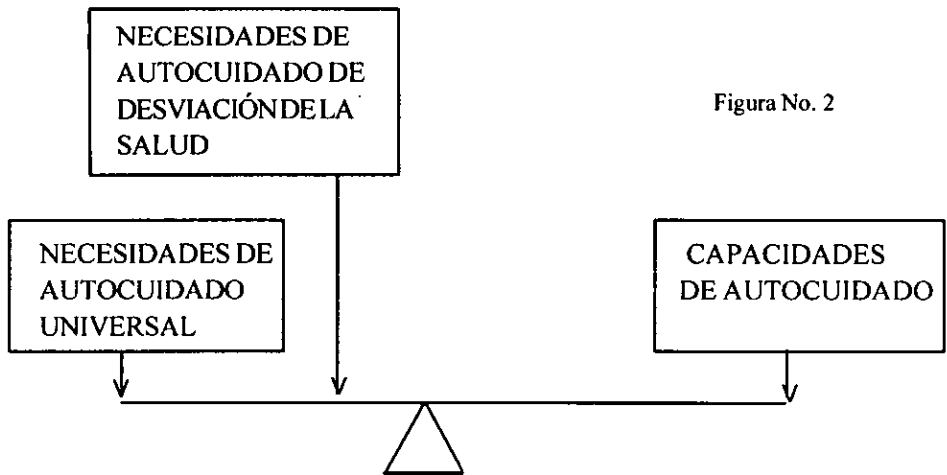 NECESIDADES DE
AUTOCUIDADO DE
DESVIACIÓN DE LA
SALUD
Figura No. 2
NECESIDADES DE
AUTOCUIDADO
UNIVERSAL
CAPACIDADES
DE AUTOCUIDADO